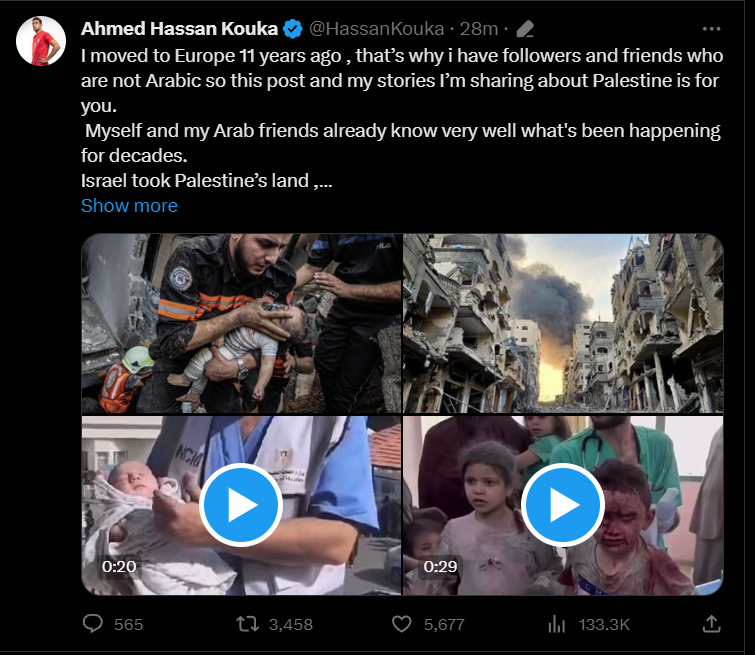 Ahmed Hassan Kouka @HassanKouka · 28m ·
I moved to Europe 11 years ago , that’s why i have followers and friends who
are not Arabic so this post and my stories I’m sharing about Palestine is for
you.
Myself and my Arab friends already know very well what's been happening
for decades.
Israel took Palestine’s land ,...
Show more
0:20
0:29
565 3,458 5,677 133.3K